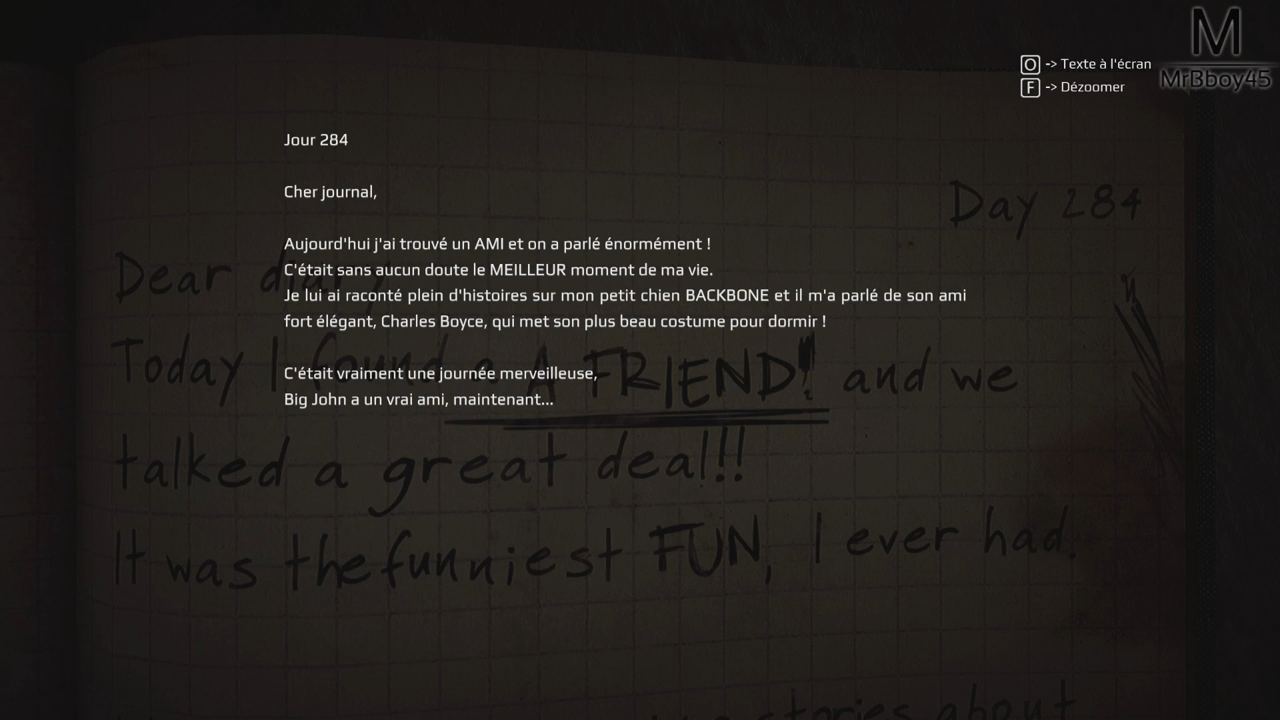 M
MrBboy45
O -> Texte à l'écran
F -> Dézoomer
Jour 284
Cher journal,
Aujourd'hui j'ai trouvé un AMI et on a parlé énormément !
C'était sans aucun doute le MEILLEUR moment de ma vie.
Je lui ai raconté plein d'histoires sur mon petit chien BACKBONE et il m'a parlé de son ami
fort élégant, Charles Boyce, qui met son plus beau costume pour dormir !
C'était vraiment une journée merveilleuse,
Big John a un vrai ami, maintenant...
Day 284
Dear diary,
Today I found a A FRIEND! and we
talked a great deal!!!
It was the funniest FUN, I ever had.
stories about